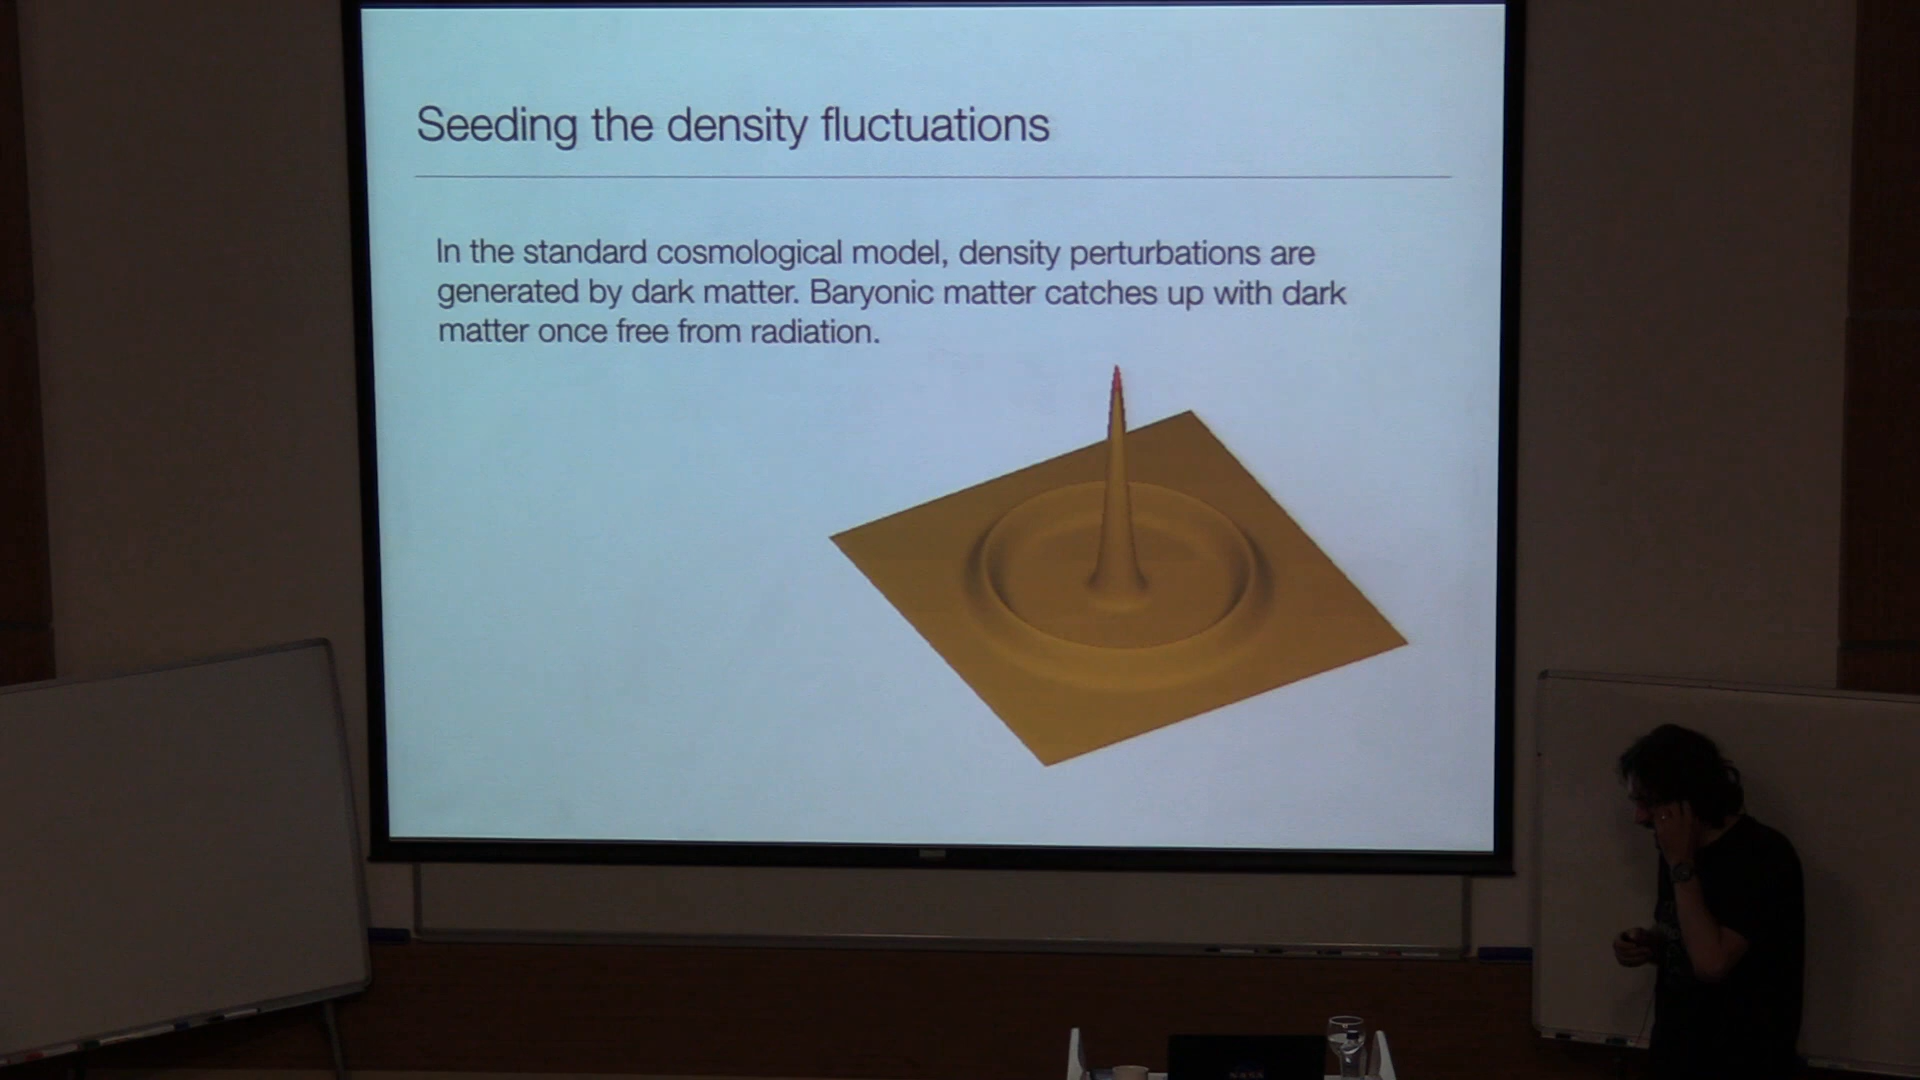 Seeding the density fluctuations
In the standard cosmological model, density perturbations are
generated by dark matter. Baryonic matter catches up with dark
matter once free from radiation.